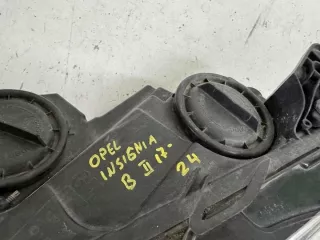 OPEL
INSIGNIA
B II 17-
24